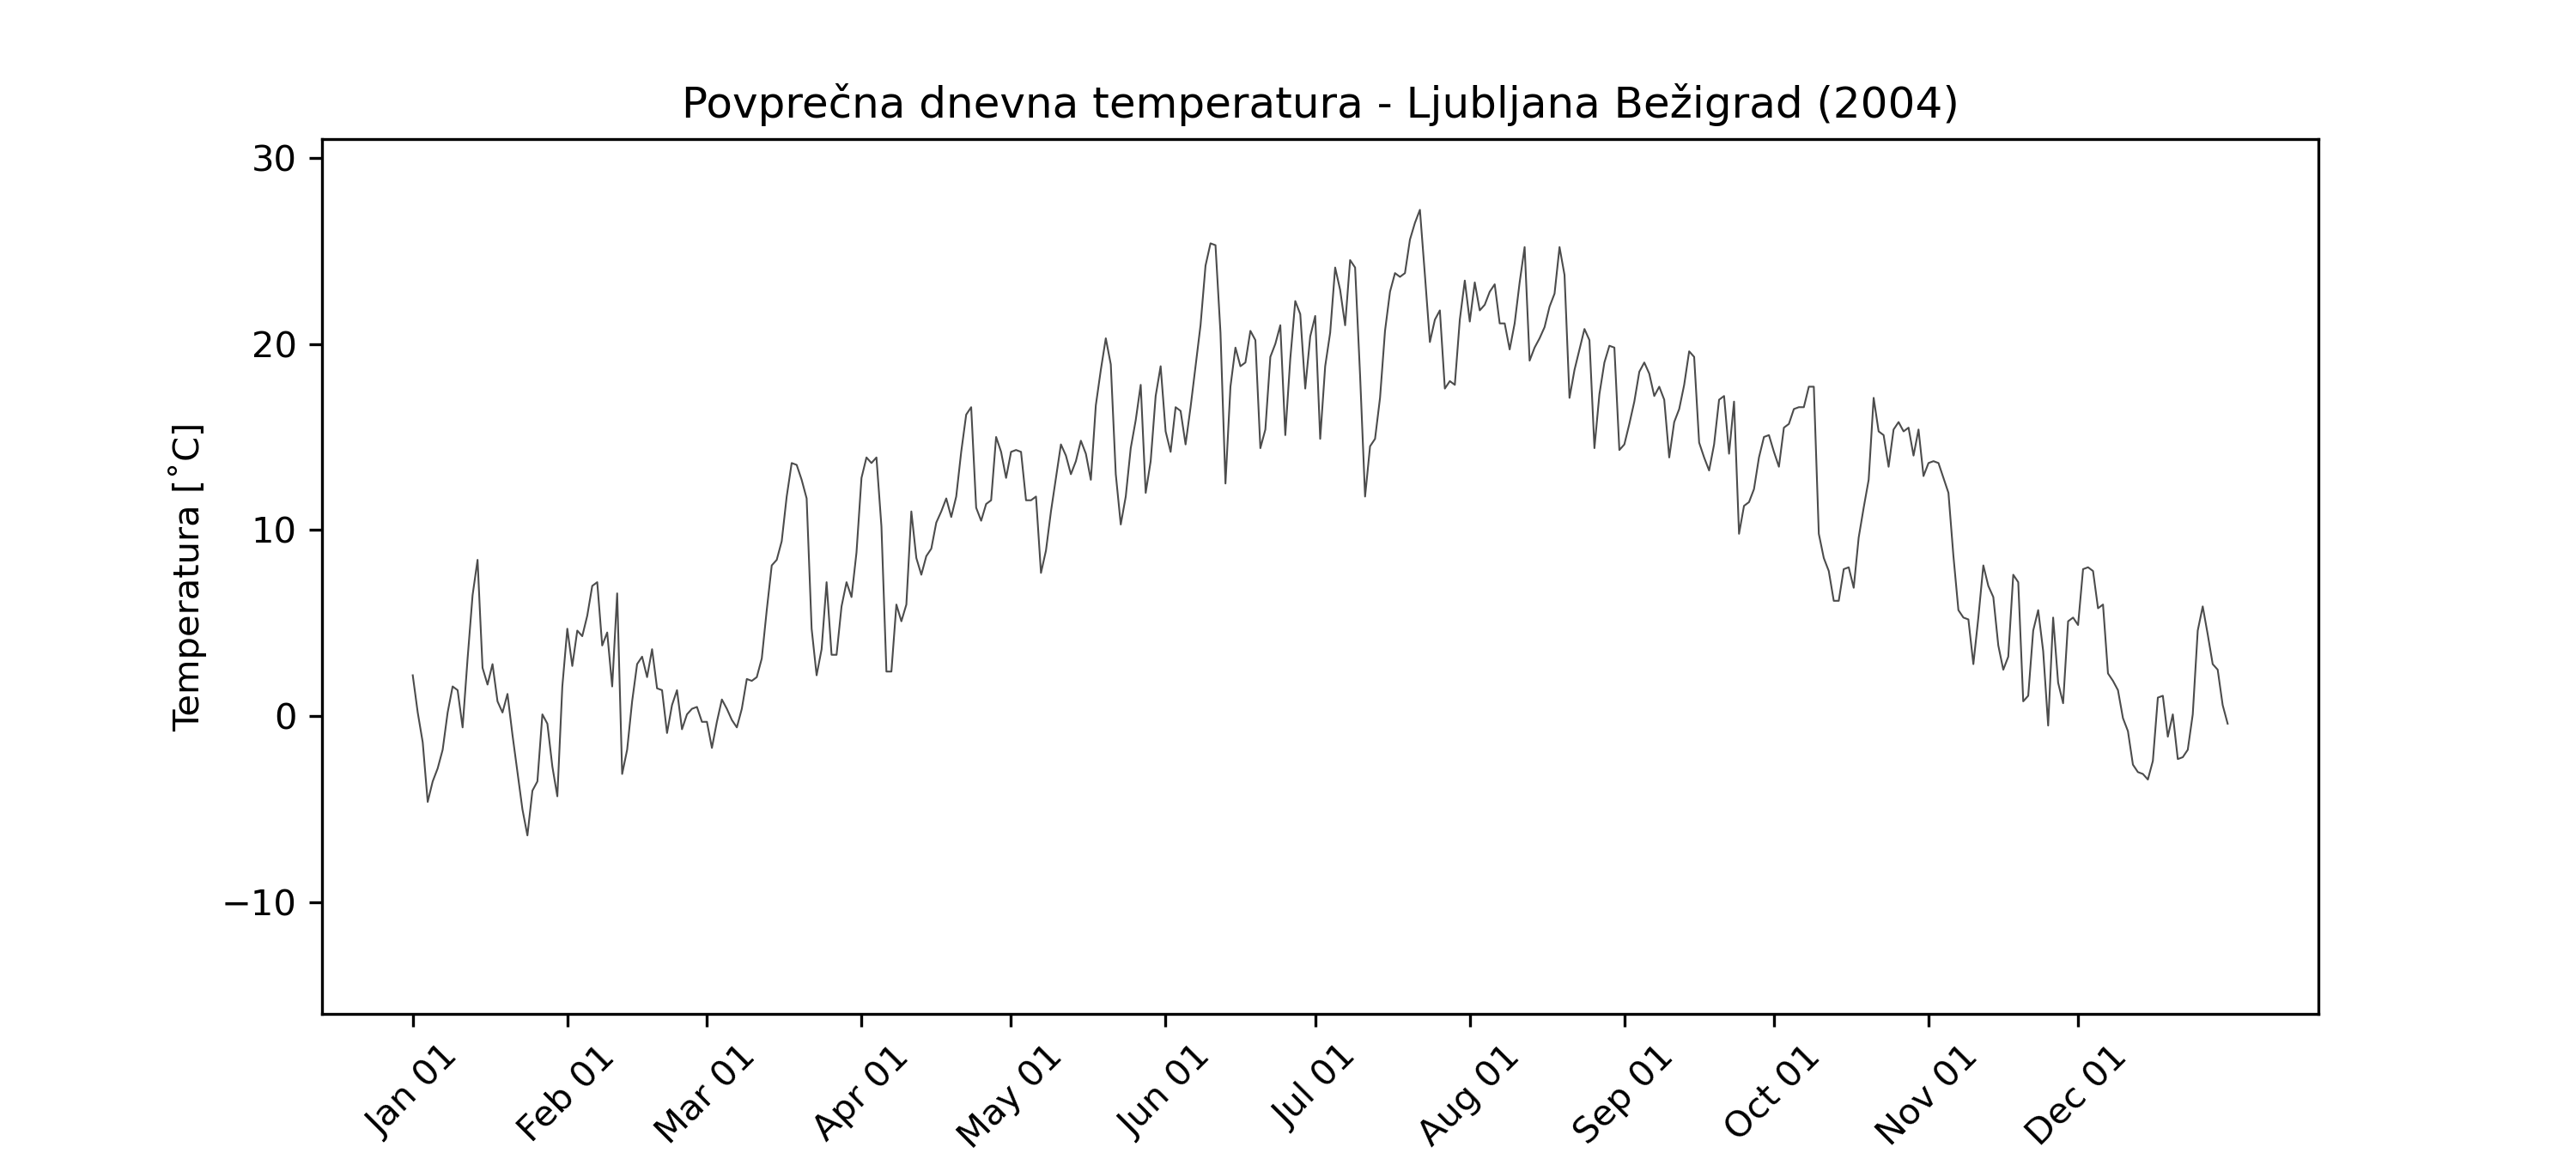 Povprečna dnevna temperatura - Ljubljana Bežigrad (2004)
Temperatura [˚C]
30
20
10
0
−10
Jan 01
Feb 01
Mar 01
Apr 01
May 01
Jun 01
Jul 01
Aug 01
Sep 01
Oct 01
Nov 01
Dec 01